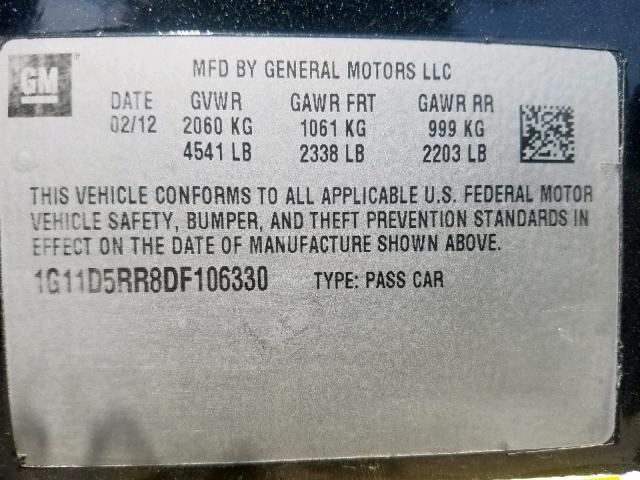 GM
MFD BY GENERAL MOTORS LLC
DATE GVWR GAWR FRT GAWR RR
02/12 2060 KG 1061 KG 999 KG
4541 LB 2338 LB 2203 LB
THIS VEHICLE CONFORMS TO ALL APPLICABLE U.S. FEDERAL MOTOR
VEHICLE SAFETY, BUMPER, AND THEFT PREVENTION STANDARDS IN
EFFECT ON THE DATE OF MANUFACTURE SHOWN ABOVE.
1G11D5RR8DF106330 TYPE: PASS CAR